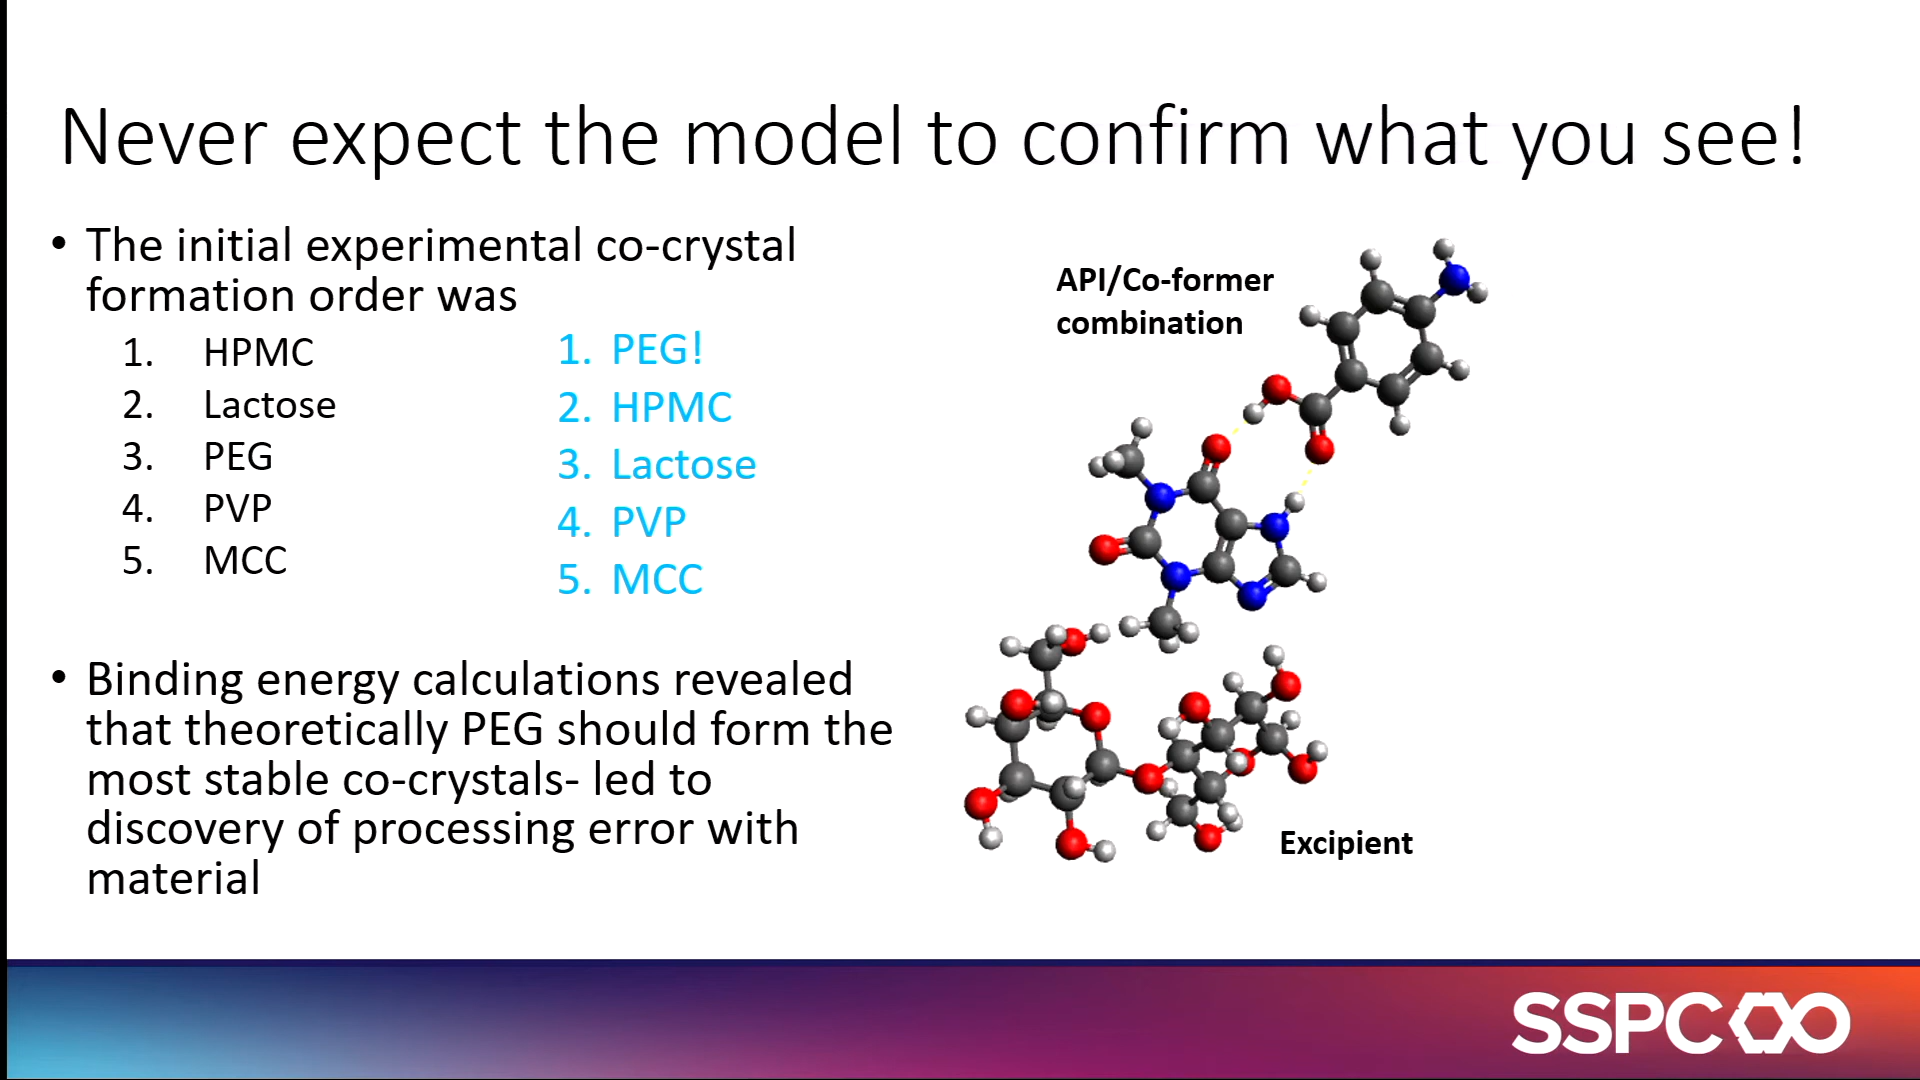 Never expect the model to confirm what you see!
• The initial experimental co-crystal
formation order was
1. HPMC
2. Lactose
3. PEG
4. PVP
5. MCC
1. PEG!
2. HPMC
3. Lactose
4. PVP
5. MCC
• Binding energy calculations revealed
that theoretically PEG should form the
most stable co-crystals- led to
discovery of processing error with
material
API/Co-former
combination
Excipient
SSPC